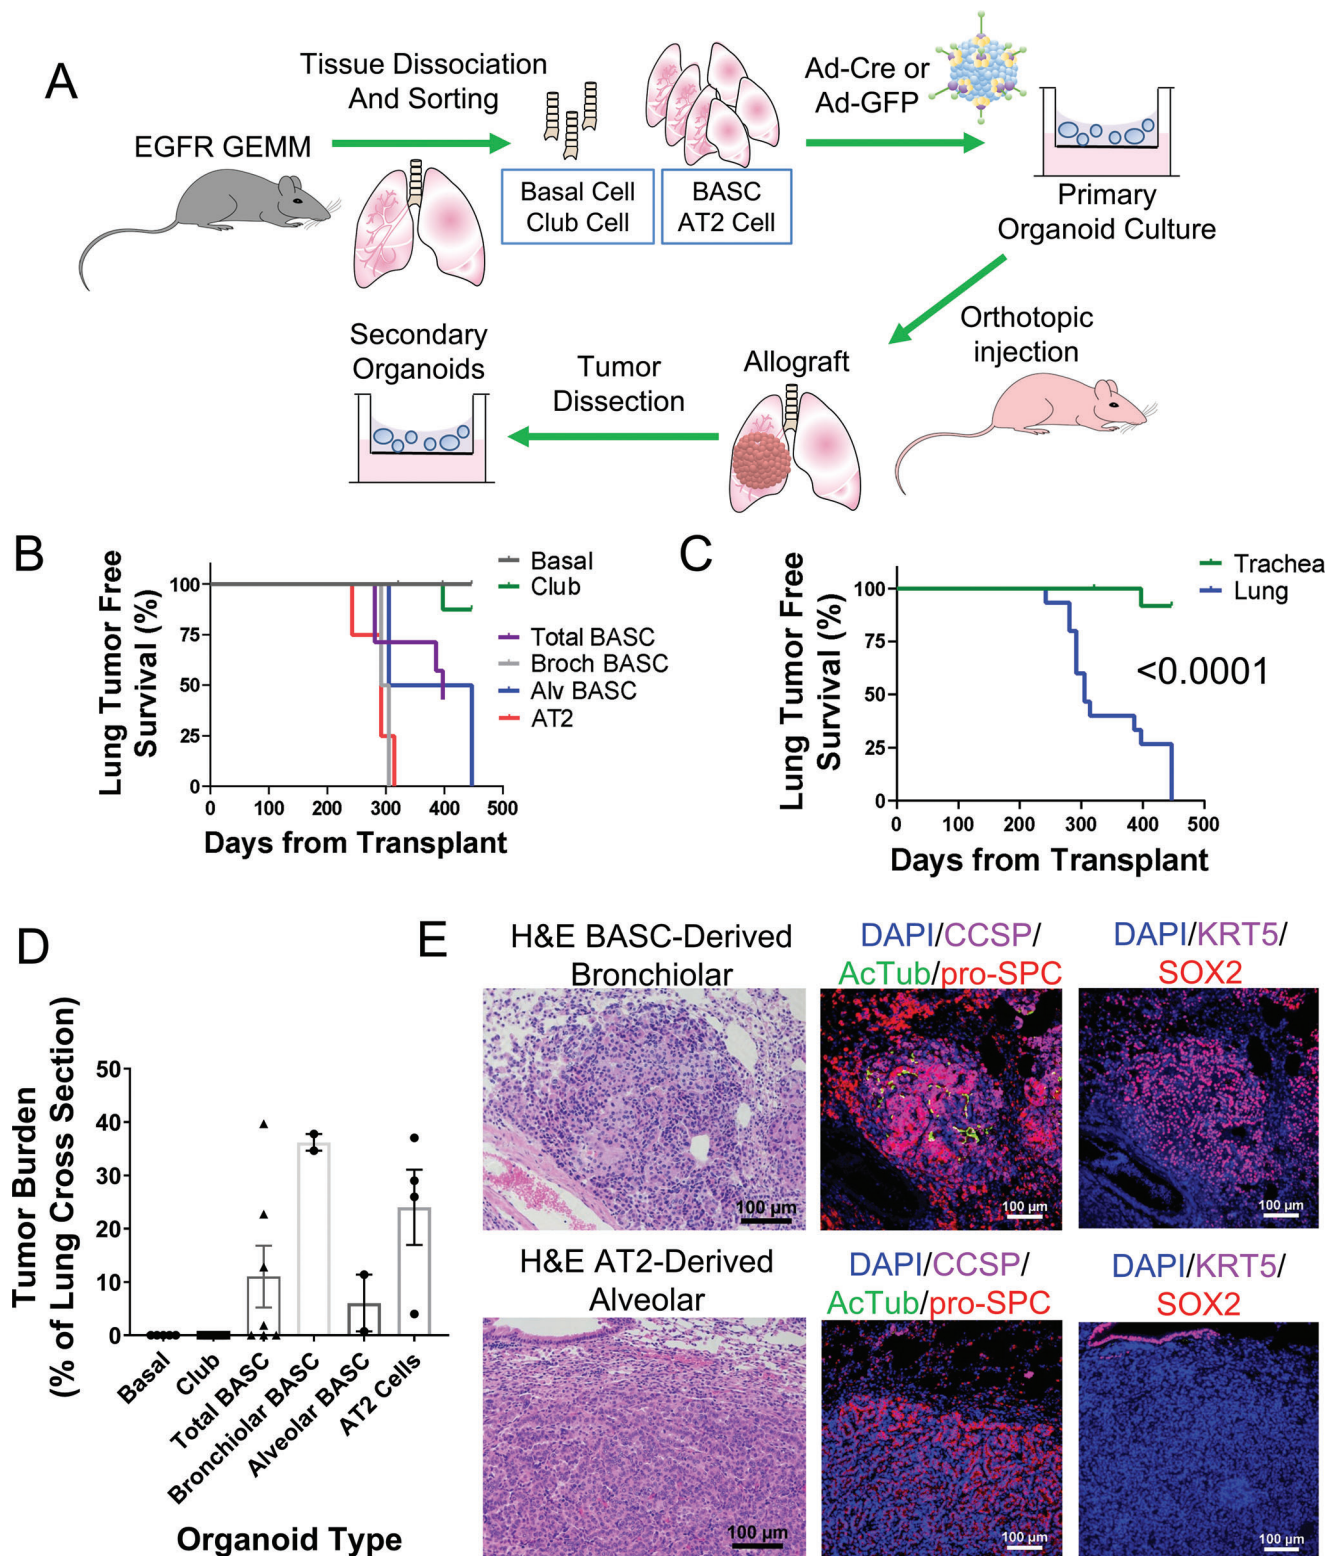 A
EGFR GEMM
Tissue Dissociation
And Sorting
Basal Cell
Club Cell
BASC
AT2 Cell
Ad-Cre or
Ad-GFP
Primary
Organoid Culture
Orthotopic
injection
Allograft
Tumor
Dissection
Secondary
Organoids
B
Lung Tumor Free
Survival (%)
100
75
50
25
0
0 100 200 300 400 500
Days from Transplant
Basal
Club
Total BASC
Broch BASC
Alv BASC
AT2
C
Lung Tumor Free
Survival (%)
100
75
50
25
0
0 100 200 300 400 500
Days from Transplant
Trachea
Lung
<0.0001
D
Tumor Burden
(% of Lung Cross Section)
50
40
30
20
10
0
Basal
Club
Total BASC
Bronchiolar BASC
Alveolar BASC
AT2 Cells
Organoid Type
E
H&E BASC-Derived
Bronchiolar
100 µm
DAPI/CCSP/
AcTub/pro-SPC
100 µm
DAPI/KRT5/
SOX2
100 µm
H&E AT2-Derived
Alveolar
100 µm
DAPI/CCSP/
AcTub/pro-SPC
100 µm
DAPI/KRT5/
SOX2
100 µm